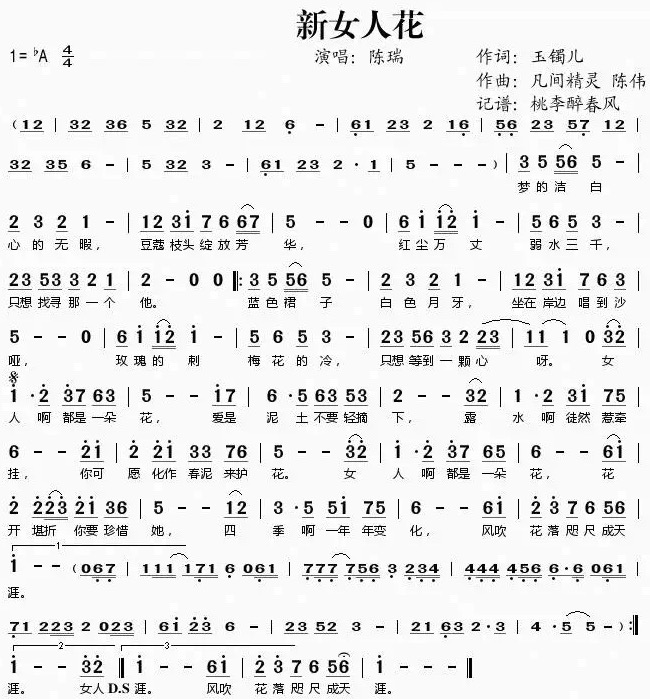 新女人花
1=♭A 4/4 演唱：陈瑞 作词：玉镯儿
作曲：凡间精灵 陈伟
记谱：桃李醉春风
（12 | 32 36 5 32 | 2 12 6 - | 61 23 2 16 | 56 23 57 12
32 35 6 - | 5 32 3 - | 61 23 2·1 | 5 - - - ） | 3 5 56 5 -
梦 的 洁 白
2 3 2 1 - | 12 31 7 6 67 | 5 - - 0 | 61 12 1 - | 5 6 5 3
心 的 无 暇， 豆蔻 枝头 绽 放 芳 华， 红尘 万 丈 弱 水 三 千，
23 53 3 2 1 | 2 - 0 0 |: 3 5 56 5 | 2 3 2 1 | 12 31 7 6 3
只想 找寻 那 一 个 他。 蓝 色 裙 子 白 色 月 牙， 坐在 岸边 唱 到 沙
5 - - 0 | 6 1 12 1 | 5 6 5 3 | 23 56 3 2 23 | 11 1 0 32
哑， 玫 瑰 的 刺 梅 花 的 冷， 只想 等到 一 颗 心 呀。 女
1·2 37 63 | 5 - - 17 | 65 63 53 | 2 - - 32 | 1·2 31 75
人 啊 都是 一朵 花， 爱是 泥 土 不要 轻摘 下， 露 水 啊 徒然 惹牵
6 - - 21 | 2 21 33 76 | 5 - - 32 | 1·2 37 63 | 6 - - 61
挂， 你可 愿 化作 春泥 来护 花。 女 人 啊 都是 一朵 花， 花
2 223 21 36 | 5 - - 12 | 3·5 51 71 | 2 - - 61 | 2 3 7 6 56
开 堪折 你要 珍惜 她， 四 季 啊 一年 年变 化， 风吹 花 落 咫 尺 成天
1
1 - - （067 | 111 171 6 061 | 777 756 3 234 | 444 346 6· 056
涯。
71 223 2 023 | 61 23 5 - | 23 52 3 - | 21 63 2·3 | 4 - 5 5 - ） :|
2 3
1 - - 32 || 1 - - 61 | 2 3 7 6 56 | 1 - - - ||
涯。 女人 D.S 涯。 风吹 花 落 咫 尺 成天 涯。